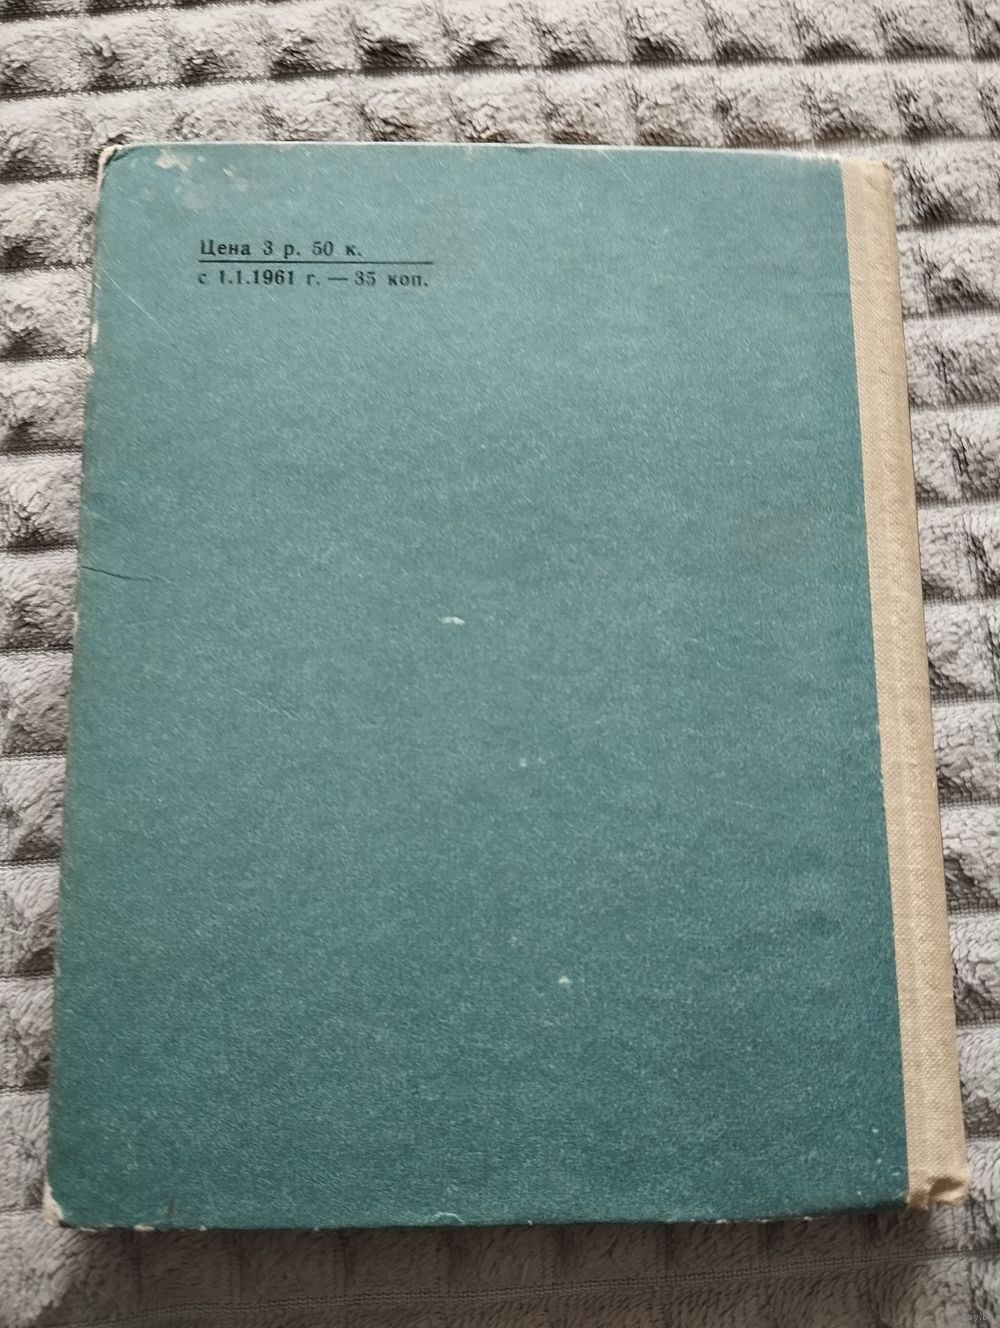 Цена 3 р. 50 к.
с 1.1.1961 г. — 35 коп.